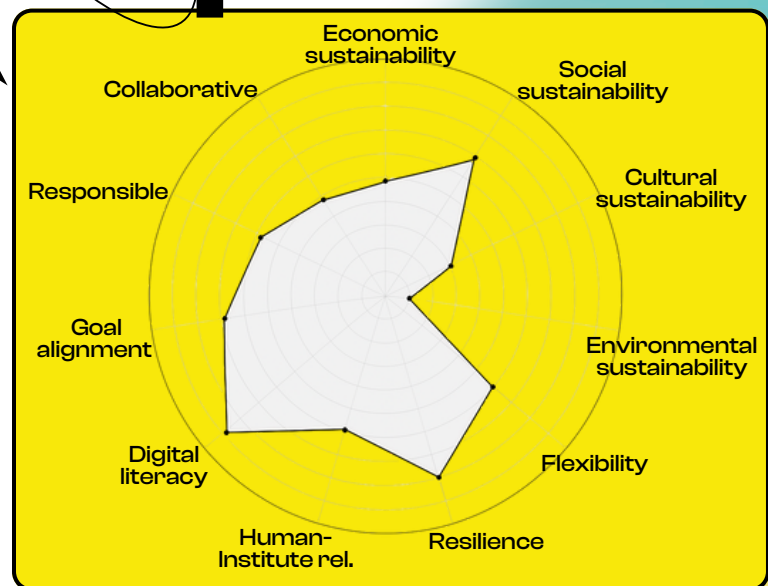 Economic
sustainability
Social
sustainability
Cultural
sustainability
Environmental
sustainability
Flexibility
Resilience
Human-
Institute rel.
Digital
literacy
Goal
alignment
Responsible
Collaborative